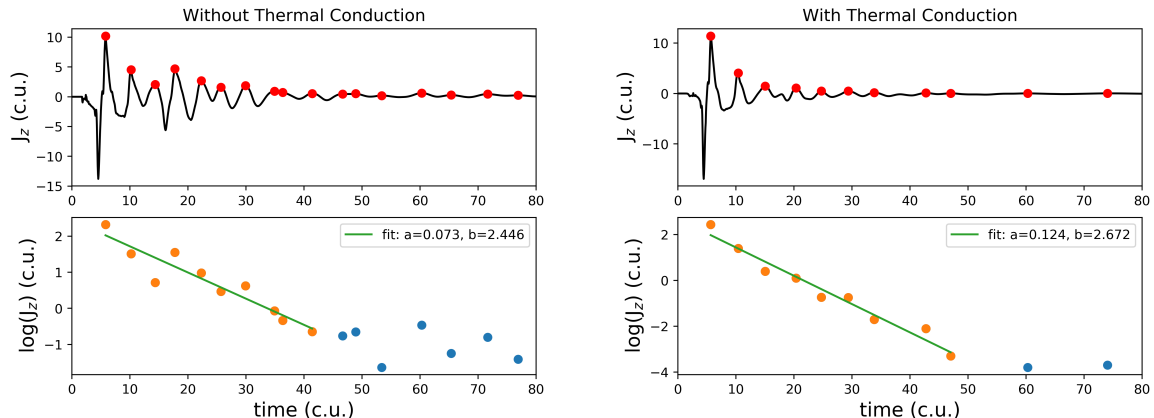 Without Thermal Conduction
10
5
0
−5
−10
−15
J_z (c.u.)
0 10 20 30 40 50 60 70 80
With Thermal Conduction
10
0
−10
J_z (c.u.)
0 10 20 30 40 50 60 70 80
fit: a=0.073, b=2.446
2
1
0
−1
log(J_z) (c.u.)
0 10 20 30 40 50 60 70 80
time (c.u.)
fit: a=0.124, b=2.672
2
0
−2
−4
log(J_z) (c.u.)
0 10 20 30 40 50 60 70 80
time (c.u.)